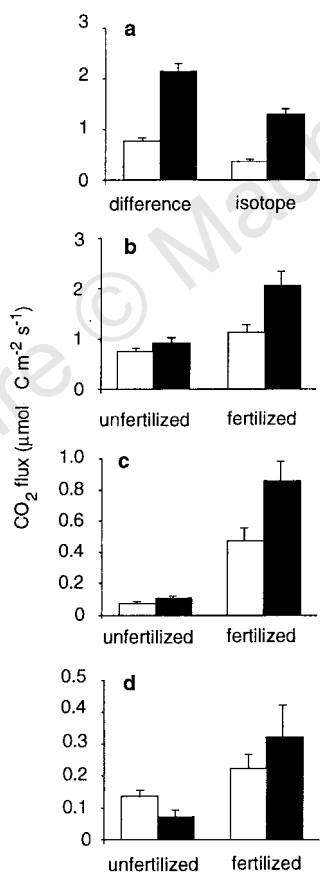 a
3
2
1
0
difference isotope
b
3
2
1
0
unfertilized fertilized
CO2 flux (μmol C m-2 s-1)
c
1.0
0.8
0.6
0.4
0.2
0
unfertilized fertilized
d
0.5
0.4
0.3
0.2
0.1
0
unfertilized fertilized